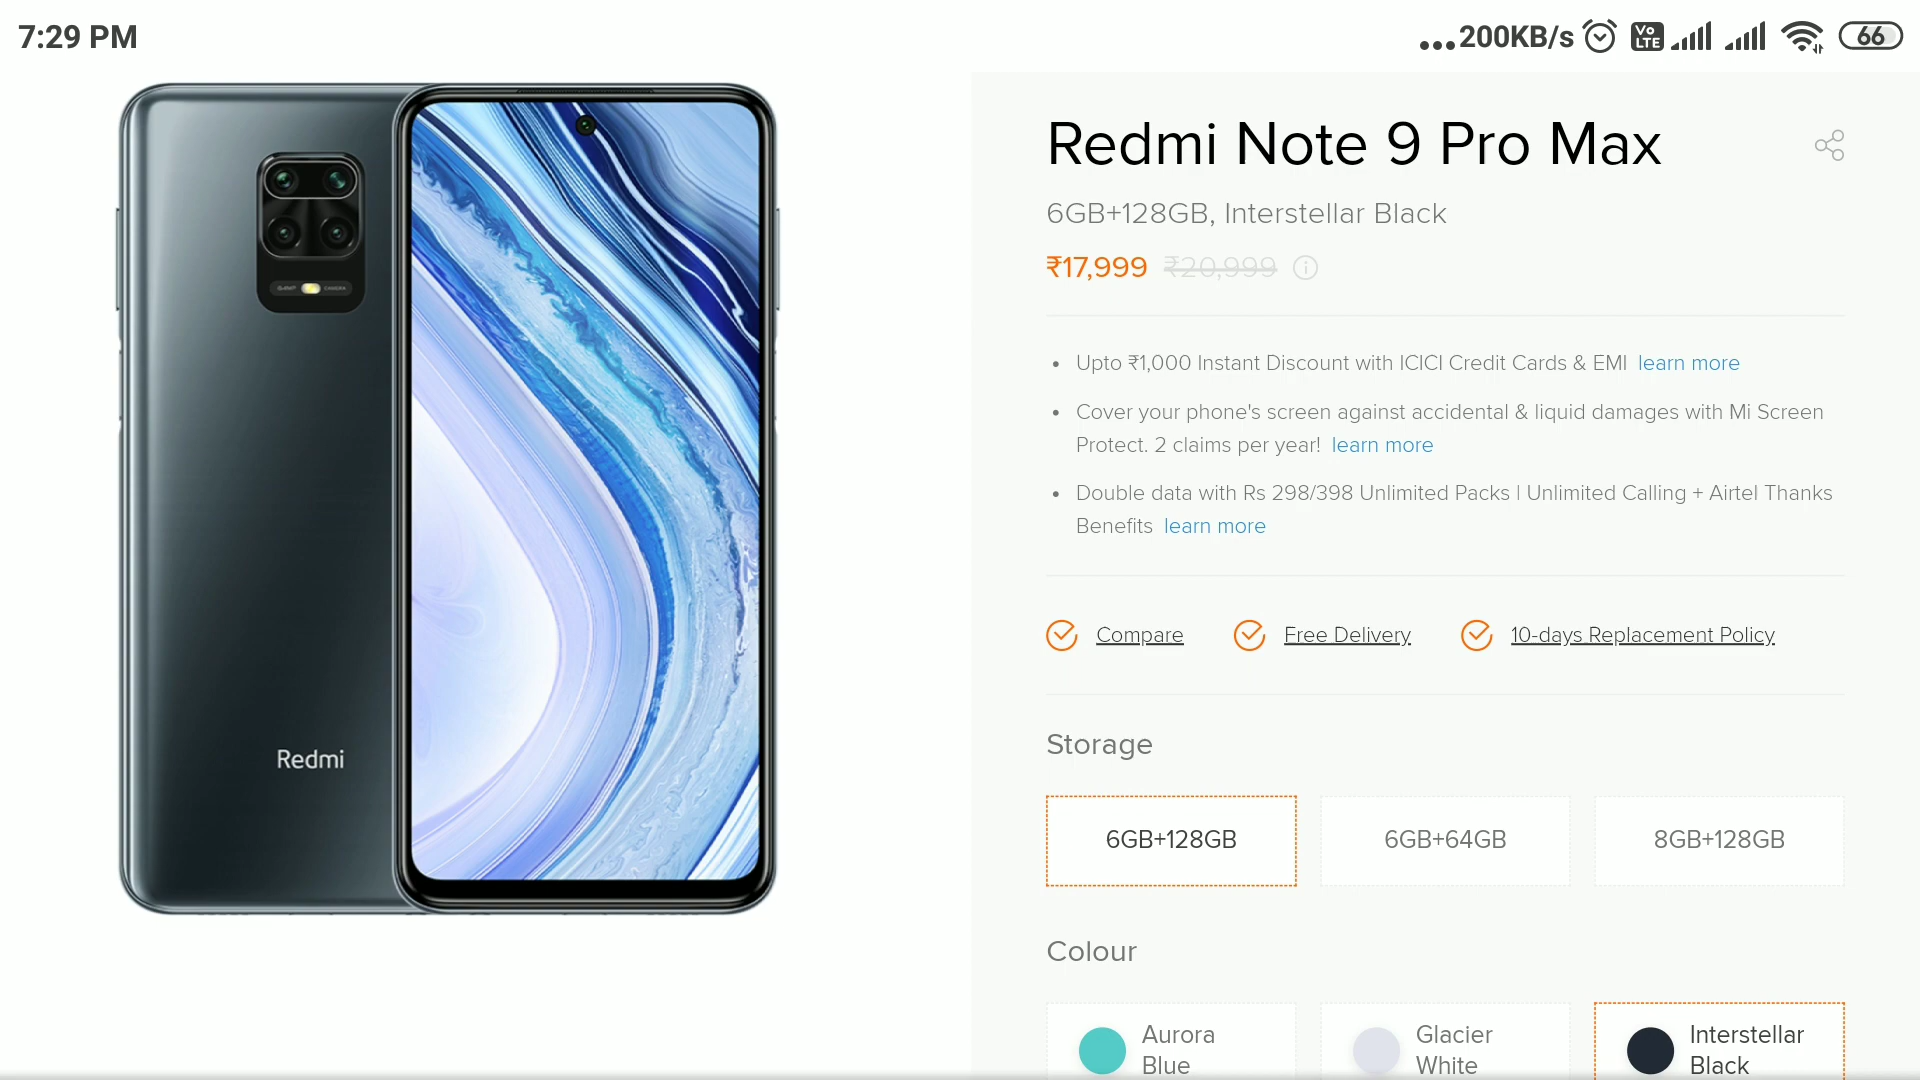 7:29 PM
...200KB/s Vo LTE 66
Redmi
Redmi Note 9 Pro Max
6GB+128GB, Interstellar Black
₹17,999 ₹20,999
• Upto ₹1,000 Instant Discount with ICICI Credit Cards & EMI learn more
• Cover your phone's screen against accidental & liquid damages with Mi Screen
Protect. 2 claims per year! learn more
• Double data with Rs 298/398 Unlimited Packs | Unlimited Calling + Airtel Thanks
Benefits learn more
Compare Free Delivery 10-days Replacement Policy
Storage
6GB+128GB 6GB+64GB 8GB+128GB
Colour
Aurora Glacier Interstellar
Blue White Black